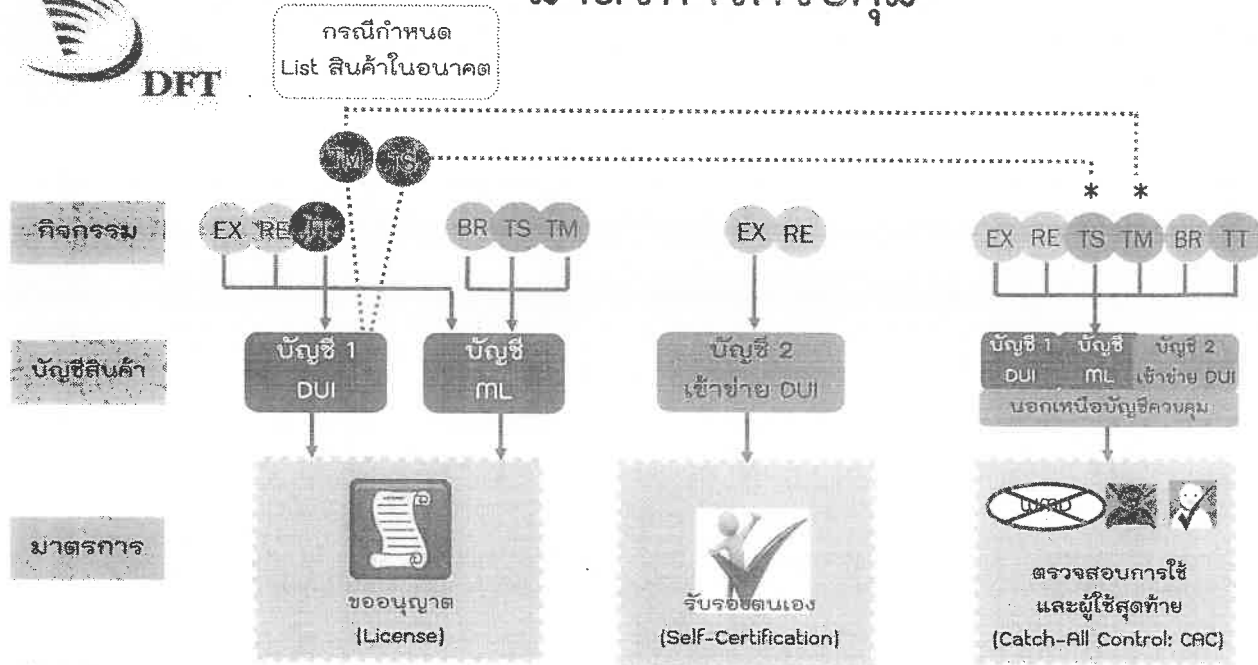 DFT
กรณีกำหนด
List สินค้าในอนาคต
TM TS
* *
กิจกรรม
EX RE TT
BR TS TM
EX RE
EX RE TS TM BR TT
บัญชีสินค้า
บัญชี 1
DUI
บัญชี
ML
บัญชี 2
เข้าข่าย DUI
บัญชี 1
DUI
บัญชี
ML
บัญชี 2
เข้าข่าย DUI
นอกเหนือบัญชีควบคุม
มาตรการ
ขออนุญาต
(License)
รับรองตนเอง
(Self-Certification)
WMD
ตรวจสอบการใช้
และผู้ใช้สุดท้าย
(Catch-All Control: CAC)